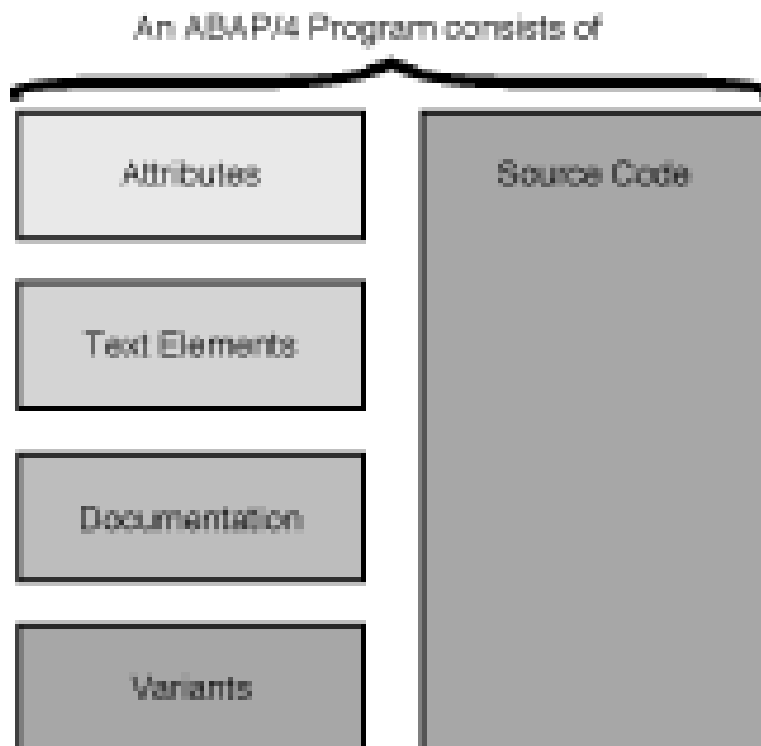 An ABAP/4 Program consists of
Attributes
Source Code
Text Elements
Documentation
Variants